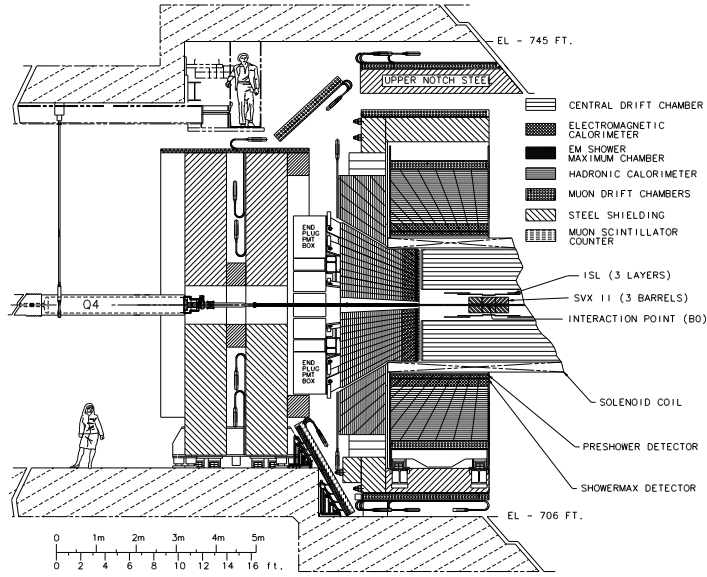 EL - 745 FT.
UPPER NOTCH STEEL
CENTRAL DRIFT CHAMBER
ELECTROMAGNETIC
CALORIMETER
EM SHOWER
MAXIMUM CHAMBER
HADRONIC CALORIMETER
MUON DRIFT CHAMBERS
STEEL SHIELDING
MUON SCINTILLATOR
COUNTER
END
PLUG
PMT
BOX
ISL (3 LAYERS)
Q4
SVX II (3 BARRELS)
INTERACTION POINT (B0)
END
PLUG
PMT
BOX
SOLENOID COIL
PRESHOWER DETECTOR
SHOWERMAX DETECTOR
EL - 706 FT.
0 1m 2m 3m 4m 5m
0 2 4 6 8 10 12 14 16 ft.